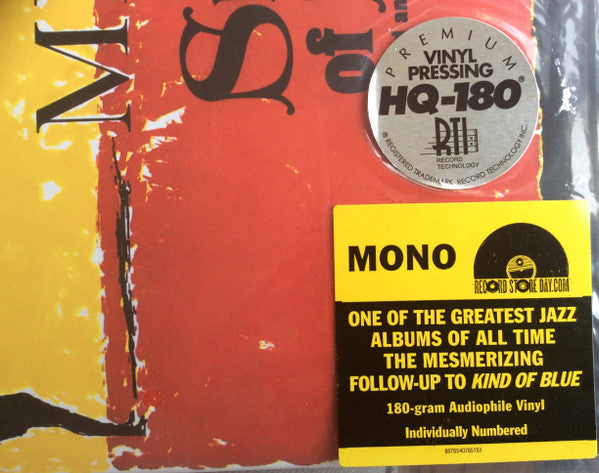 M
S
of
PREMIUM
VINYL
PRESSING
HQ-180®
RTI
RECORD
TECHNOLOGY
® REGISTERED TRADEMARK, RECORD TECHNOLOGY INC.
MONO
RECORD STORE DAY.COM
ONE OF THE GREATEST JAZZ
ALBUMS OF ALL TIME
THE MESMERIZING
FOLLOW-UP TO KIND OF BLUE
180-gram Audiophile Vinyl
Individually Numbered